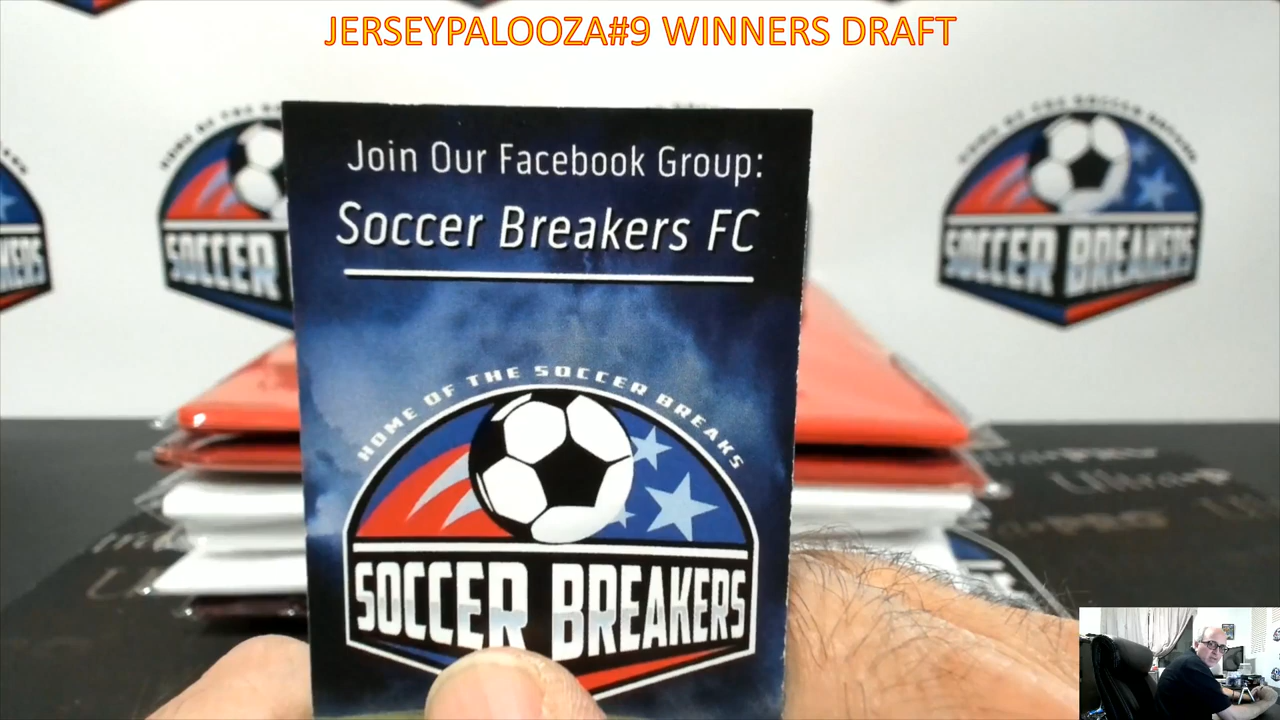 JERSEYPALOOZA#9 WINNERS DRAFT
Join Our Facebook Group:
Soccer Breakers FC
HOME OF THE SOCCER BREAKS
SOCCER BREAKERS
SOCCER
SOCCER BREAKERS